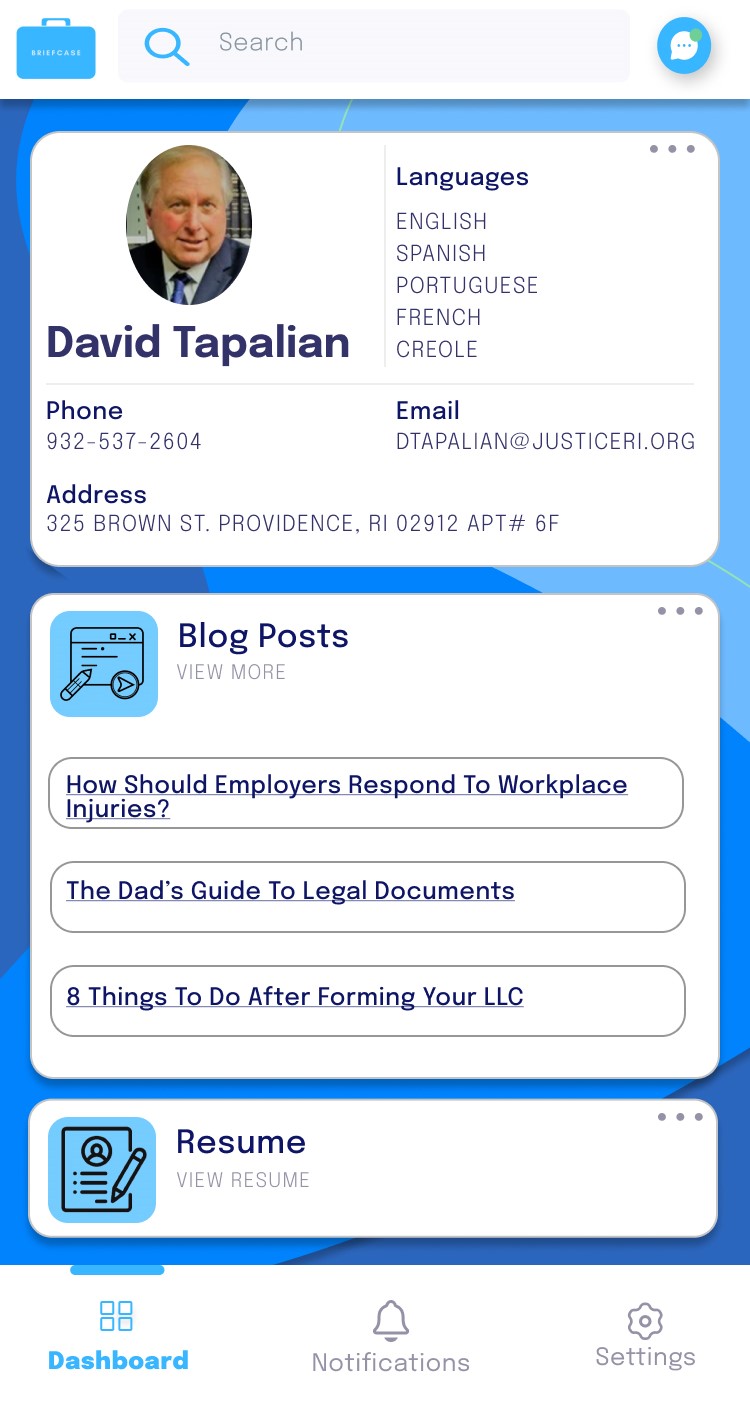 BRIEFCASE
Search
Languages
ENGLISH
SPANISH
PORTUGUESE
FRENCH
CREOLE
David Tapalian
Phone
932-537-2604
Email
DTAPALIAN@JUSTICERI.ORG
Address
325 BROWN ST. PROVIDENCE, RI 02912 APT# 6F
Blog Posts
VIEW MORE
How Should Employers Respond To Workplace
Injuries?
The Dad’s Guide To Legal Documents
8 Things To Do After Forming Your LLC
Resume
VIEW RESUME
Dashboard
Notifications
Settings